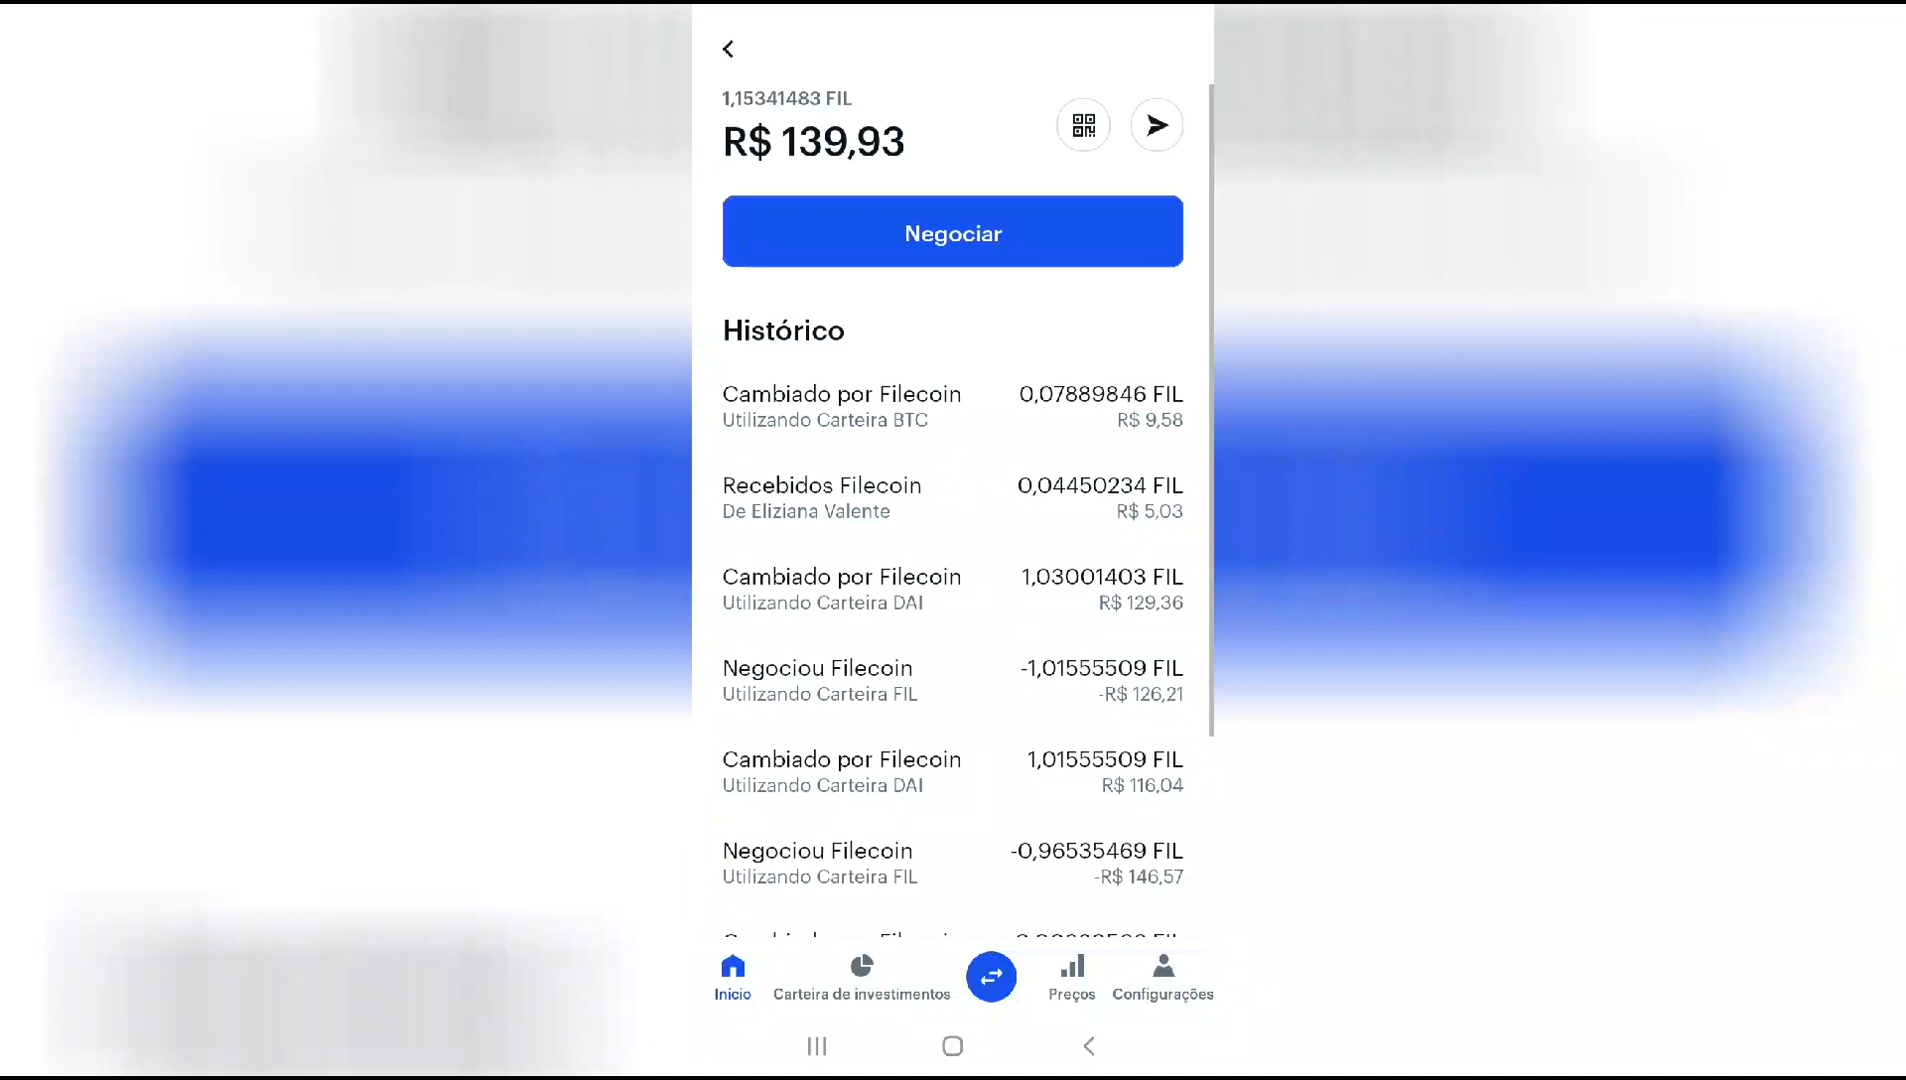 1,15341483 FIL
R$ 139,93
Negociar
Histórico
Cambiado por Filecoin 0,07889846 FIL
Utilizando Carteira BTC R$ 9,58
Recebidos Filecoin 0,04450234 FIL
De Eliziana Valente R$ 5,03
Cambiado por Filecoin 1,03001403 FIL
Utilizando Carteira DAI R$ 129,36
Negociou Filecoin -1,01555509 FIL
Utilizando Carteira FIL -R$ 126,21
Cambiado por Filecoin 1,01555509 FIL
Utilizando Carteira DAI R$ 116,04
Negociou Filecoin -0,96535469 FIL
Utilizando Carteira FIL -R$ 146,57
Início Carteira de investimentos Preços Configurações